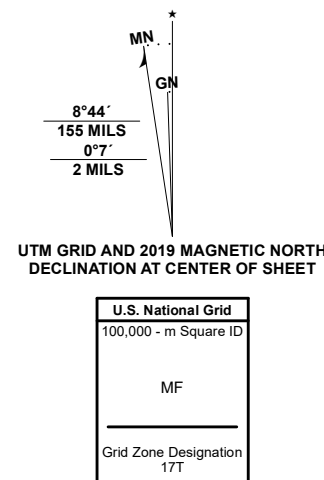 ★
MN
GN
8°44´
155 MILS
0°7´
2 MILS
UTM GRID AND 2019 MAGNETIC NORTH
DECLINATION AT CENTER OF SHEET
U.S. National Grid
100,000 - m Square ID
MF
Grid Zone Designation
17T